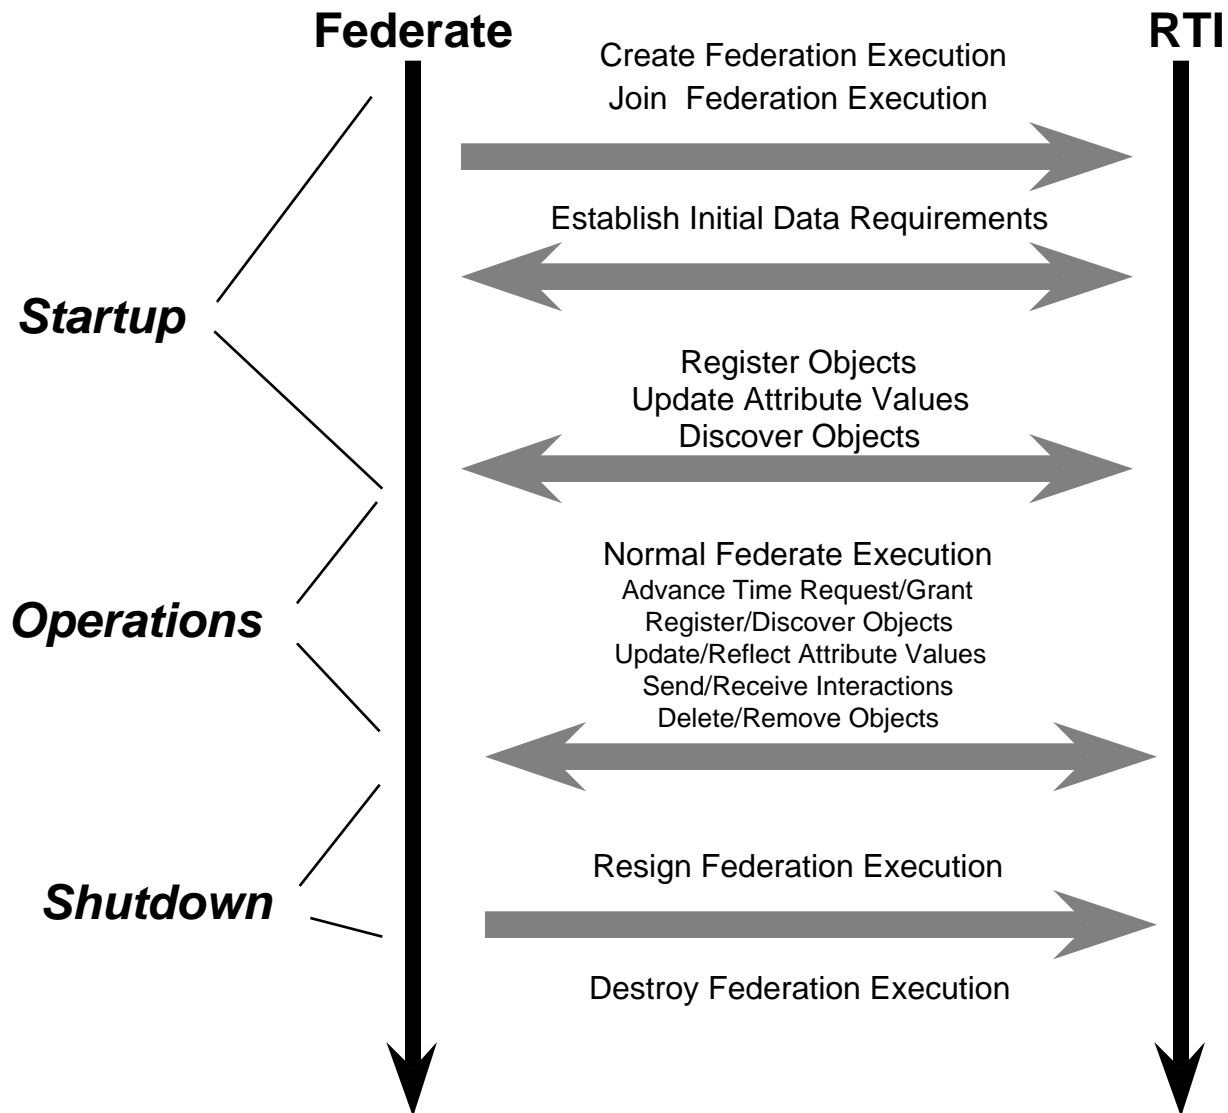 Federate
RTI
Create Federation Execution
Join Federation Execution
Establish Initial Data Requirements
Startup
Register Objects
Update Attribute Values
Discover Objects
Normal Federate Execution
Advance Time Request/Grant
Register/Discover Objects
Operations
Update/Reflect Attribute Values
Send/Receive Interactions
Delete/Remove Objects
Resign Federation Execution
Shutdown
Destroy Federation Execution